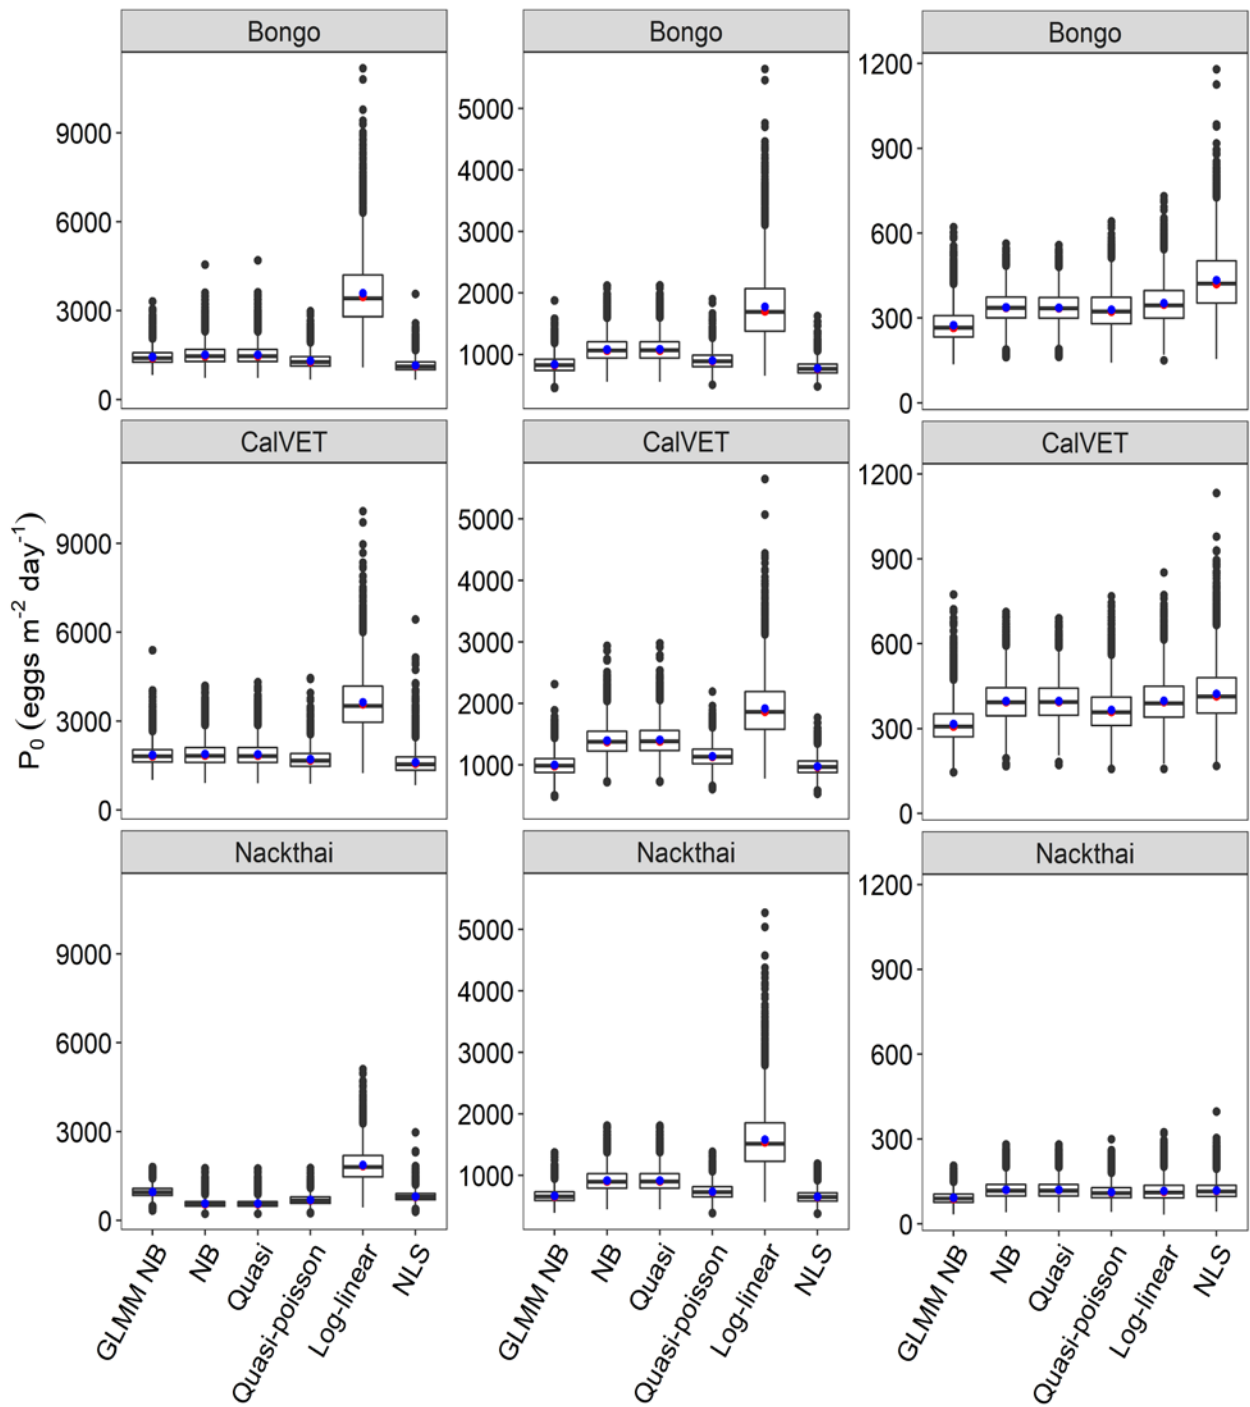 Bongo
Bongo
Bongo
9000
6000
3000
0
5000
4000
3000
2000
1000
1200
900
600
300
0
CalVET
CalVET
CalVET
P0 (eggs m-2 day-1)
9000
6000
3000
0
5000
4000
3000
2000
1000
1200
900
600
300
0
Nackthai
Nackthai
Nackthai
9000
6000
3000
0
5000
4000
3000
2000
1000
1200
900
600
300
0
GLMM NB
NB
Quasi
Quasi-poisson
Log-linear
NLS
GLMM NB
NB
Quasi
Quasi-poisson
Log-linear
NLS
GLMM NB
NB
Quasi
Quasi-poisson
Log-linear
NLS